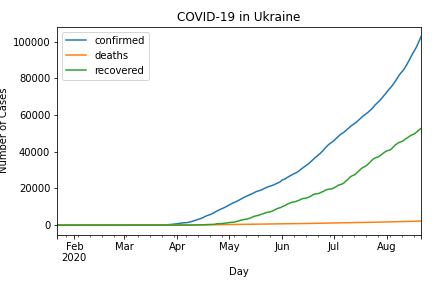 COVID-19 in Ukraine
confirmed
deaths
recovered
100000
80000
60000
40000
20000
0
Number of Cases
Feb Mar Apr May Jun Jul Aug
2020
Day